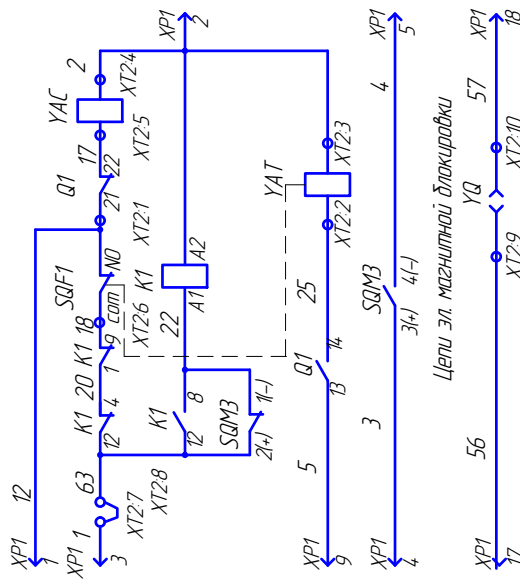 12
XP1
1
XP1
3
1
63
XT2:7
XT2:8
K1
12
4
20
K1
1
9
18
SQF1
com
NO
XT2:6
XT2:1
Q1
21
22
17
YAC
XT2:5
2
XT2:4
XP1
2
K1
12
8
22
K1
A1
A2
SQM3
2(+)
1(-)
XP1
9
5
Q1
13
14
25
YAT
XT2:2
XT2:3
XP1
4
3
SQM3
3(+)
4(-)
4
XP1
5
Цепи эл. магнитной блокировки
XP1
17
56
YQ
XT2:9
XT2:10
57
XP1
18